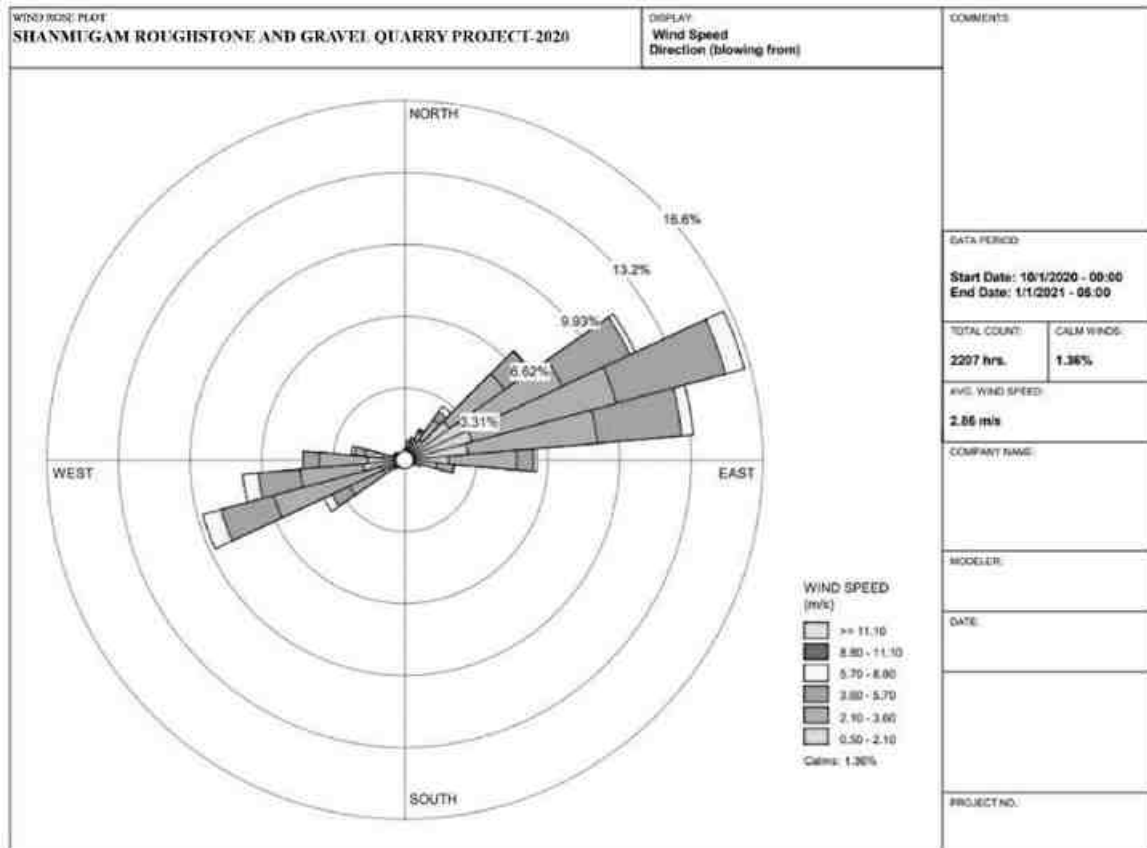 WIND ROSE PLOT
SHANMUGAM ROUGHSTONE AND GRAVEL QUARRY PROJECT-2020
DISPLAY:
Wind Speed
Direction (blowing from)
COMMENTS:
NORTH
16.6%
13.2%
9.93%
6.62%
3.31%
WEST
EAST
SOUTH
WIND SPEED
(m/s)
>= 11.10
8.80 - 11.10
5.70 - 8.80
3.60 - 5.70
2.10 - 3.60
0.50 - 2.10
Calms: 1.36%
DATA PERIOD:
Start Date: 10/1/2020 - 00:00
End Date: 1/1/2021 - 05:00
TOTAL COUNT:
2207 hrs.
CALM WINDS:
1.36%
AVG. WIND SPEED:
2.86 m/s
COMPANY NAME:
MODELER:
DATE:
PROJECT NO.: